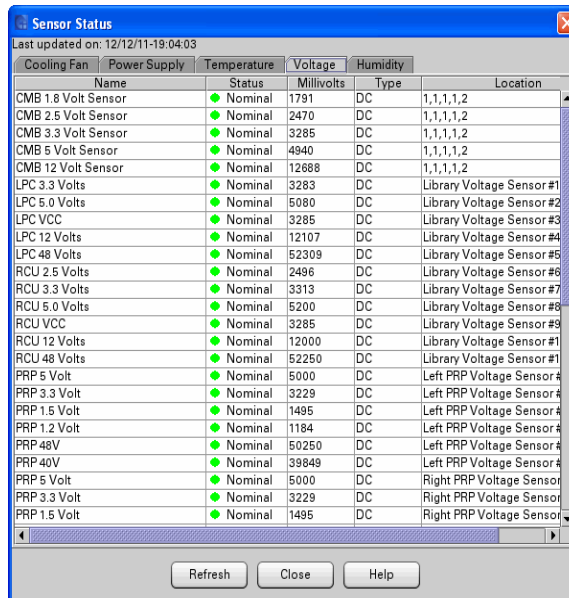 Sensor Status
Last updated on: 12/12/11-19:04:03
Cooling Fan Power Supply Temperature Voltage Humidity
Name Status Millivolts Type Location
CMB 1.8 Volt Sensor Nominal 1791 DC 1,1,1,1,2
CMB 2.5 Volt Sensor Nominal 2470 DC 1,1,1,1,2
CMB 3.3 Volt Sensor Nominal 3285 DC 1,1,1,1,2
CMB 5 Volt Sensor Nominal 4940 DC 1,1,1,1,2
CMB 12 Volt Sensor Nominal 12688 DC 1,1,1,1,2
LPC 3.3 Volts Nominal 3283 DC Library Voltage Sensor #1
LPC 5.0 Volts Nominal 5080 DC Library Voltage Sensor #2
LPC VCC Nominal 3285 DC Library Voltage Sensor #3
LPC 12 Volts Nominal 12107 DC Library Voltage Sensor #4
LPC 48 Volts Nominal 52309 DC Library Voltage Sensor #5
RCU 2.5 Volts Nominal 2496 DC Library Voltage Sensor #6
RCU 3.3 Volts Nominal 3313 DC Library Voltage Sensor #7
RCU 5.0 Volts Nominal 5200 DC Library Voltage Sensor #8
RCU VCC Nominal 3285 DC Library Voltage Sensor #9
RCU 12 Volts Nominal 12000 DC Library Voltage Sensor #1
RCU 48 Volts Nominal 52250 DC Library Voltage Sensor #1
PRP 5 Volt Nominal 5000 DC Left PRP Voltage Sensor #
PRP 3.3 Volt Nominal 3229 DC Left PRP Voltage Sensor #
PRP 1.5 Volt Nominal 1495 DC Left PRP Voltage Sensor #
PRP 1.2 Volt Nominal 1184 DC Left PRP Voltage Sensor #
PRP 48V Nominal 50250 DC Left PRP Voltage Sensor #
PRP 40V Nominal 39849 DC Left PRP Voltage Sensor #
PRP 5 Volt Nominal 5000 DC Right PRP Voltage Sensor
PRP 3.3 Volt Nominal 3229 DC Right PRP Voltage Sensor
PRP 1.5 Volt Nominal 1495 DC Right PRP Voltage Sensor
Refresh Close Help